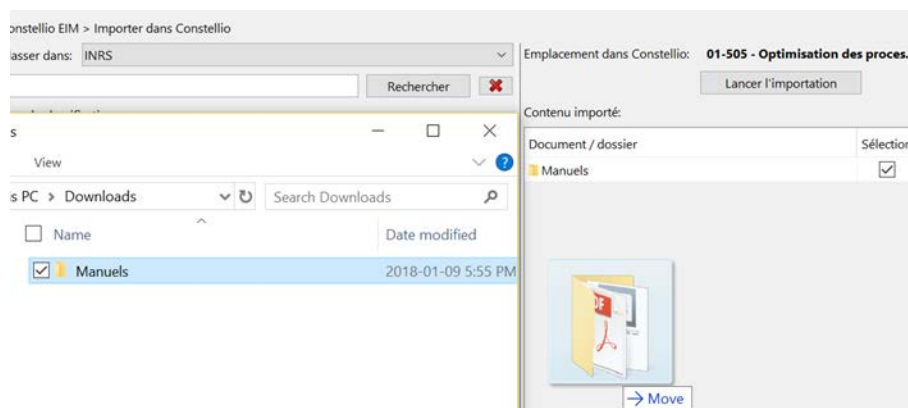 onstellio EIM > Importer dans Constellio
asser dans: INRS
Rechercher
Emplacement dans Constellio: 01-505 - Optimisation des proces.
Lancer l'importation
Contenu importé:
Document / dossier Sélection
Manuels
s
View
s PC > Downloads
Search Downloads
Name Date modified
Manuels 2018-01-09 5:55 PM
PDF
Move